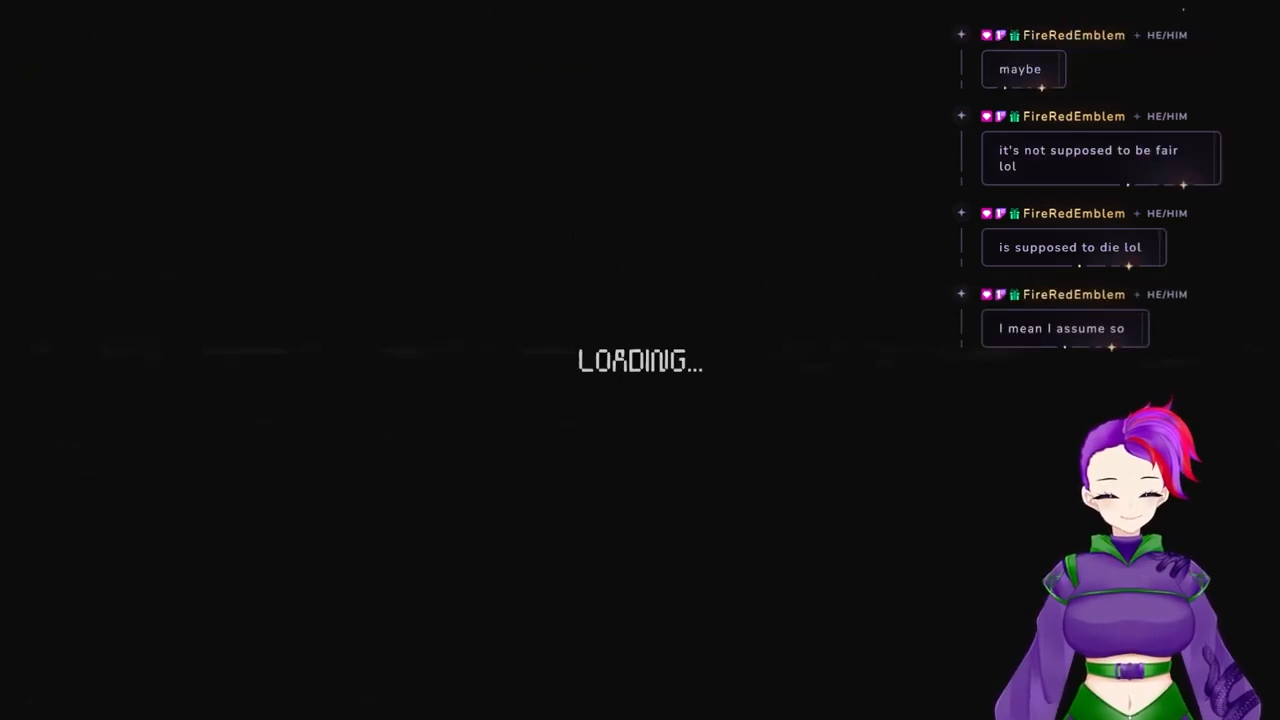 FireRedEmblem + HE/HIM
maybe
FireRedEmblem + HE/HIM
it's not supposed to be fair
lol
FireRedEmblem + HE/HIM
is supposed to die lol
FireRedEmblem + HE/HIM
I mean I assume so
LOADING...